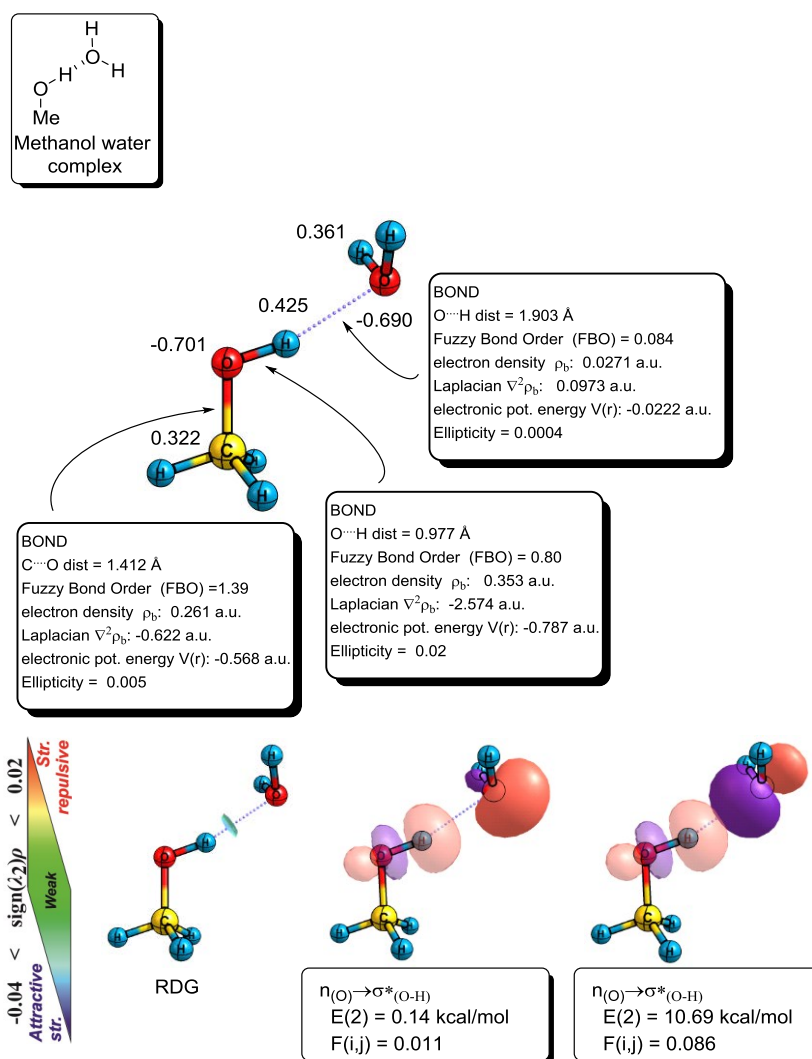 H
H O
O H
Me
Methanol water
complex
0.361
H
H
O
0.425
-0.690
-0.701
O
H
0.322
C
H
H
H
BOND
O····H dist = 1.903 Å
Fuzzy Bond Order (FBO) = 0.084
electron density ρb: 0.0271 a.u.
Laplacian ∇²ρb: 0.0973 a.u.
electronic pot. energy V(r): -0.0222 a.u.
Ellipticity = 0.0004
BOND
C····O dist = 1.412 Å
Fuzzy Bond Order (FBO) =1.39
electron density ρb: 0.261 a.u.
Laplacian ∇²ρb: -0.622 a.u.
electronic pot. energy V(r): -0.568 a.u.
Ellipticity = 0.005
BOND
O····H dist = 0.977 Å
Fuzzy Bond Order (FBO) = 0.80
electron density ρb: 0.353 a.u.
Laplacian ∇²ρb: -2.574 a.u.
electronic pot. energy V(r): -0.787 a.u.
Ellipticity = 0.02
-0.04 < sign(λ2)ρ < 0.02
Str.
repulsive
Weak
Attractive
str.
H
H
O
H
O
C
H
H
H
RDG
H
H
O
C
H
H
H
n(O)→σ*(O-H)
E(2) = 0.14 kcal/mol
F(i,j) = 0.011
H
H
O
C
H
H
H
n(O)→σ*(O-H)
E(2) = 10.69 kcal/mol
F(i,j) = 0.086